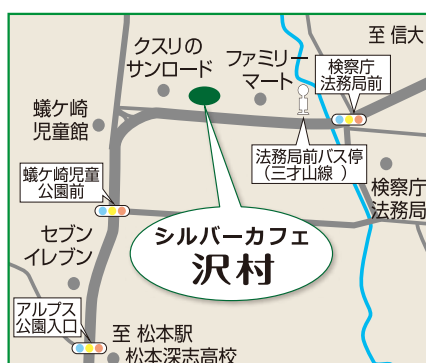 至 信大
クスリの
サンロード
ファミリー
マート
検察庁
法務局前
蟻ケ崎
児童館
法務局前バス停
（三才山線 ）
蟻ケ崎児童
公園前
検察庁
法務局
シルバーカフェ
沢村
セブン
イレブン
アルプス
公園入口
至 松本駅
松本深志高校